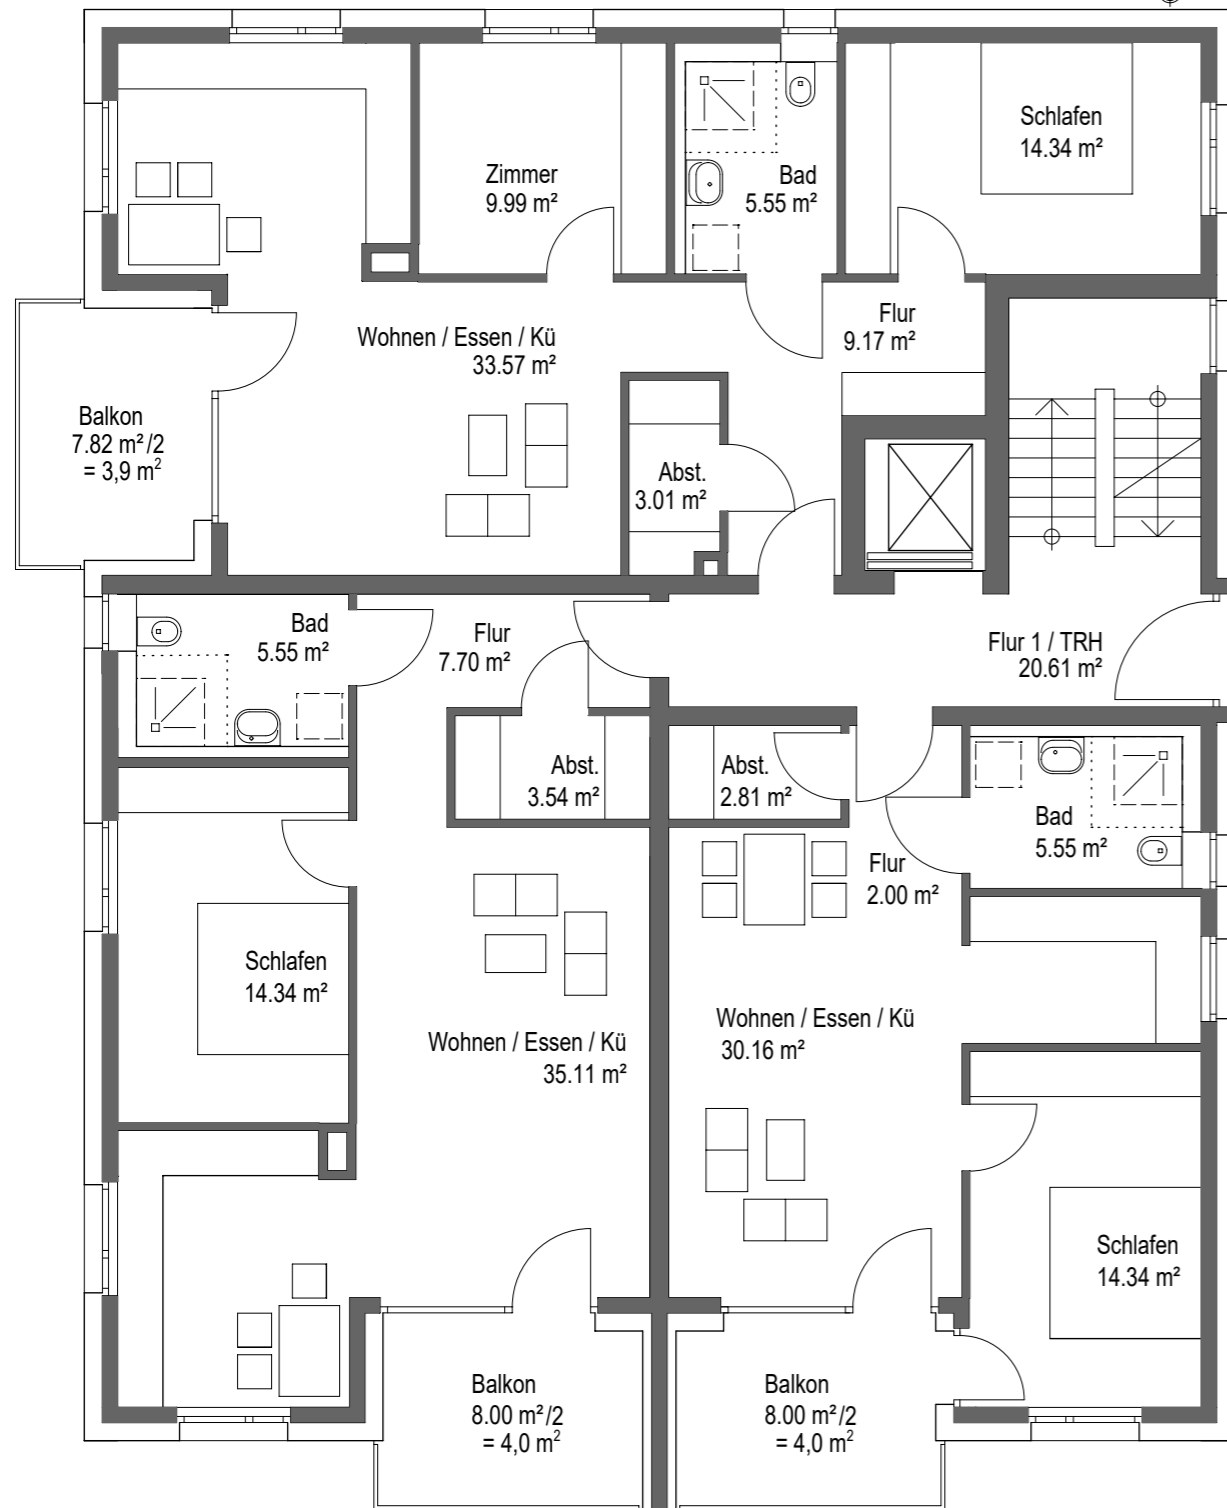 Schlafen
14.34 m²
Zimmer
9.99 m²
Bad
5.55 m²
Flur
9.17 m²
Wohnen / Essen / Kü
33.57 m²
Balkon
7.82 m²/2
= 3,9 m²
Abst.
3.01 m²
Bad
5.55 m²
Flur
7.70 m²
Flur 1 / TRH
20.61 m²
Abst.
3.54 m²
Abst.
2.81 m²
Bad
5.55 m²
Flur
2.00 m²
Schlafen
14.34 m²
Wohnen / Essen / Kü
35.11 m²
Wohnen / Essen / Kü
30.16 m²
Schlafen
14.34 m²
Balkon
8.00 m²/2
= 4,0 m²
Balkon
8.00 m²/2
= 4,0 m²